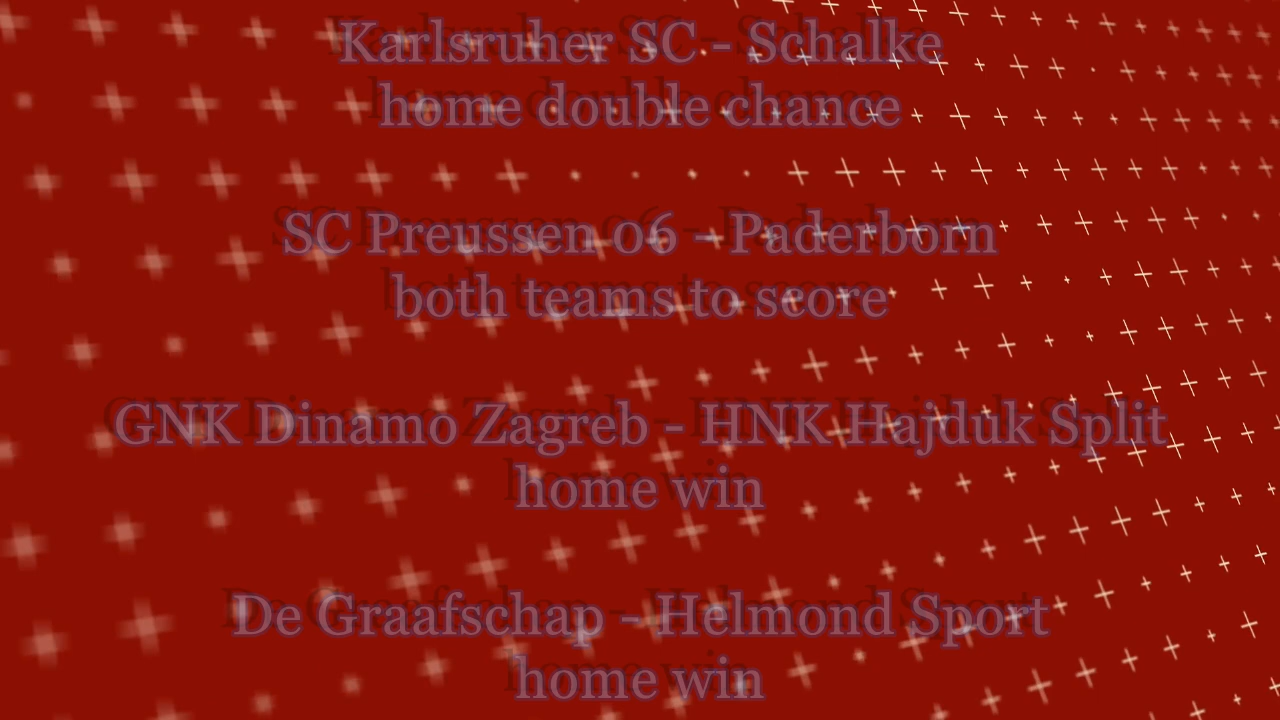 Karlsruher SC - Schalke
home double chance
SC Preussen 06 - Paderborn
both teams to score
GNK Dinamo Zagreb - HNK Hajduk Split
home win
De Graafschap - Helmond Sport
home win